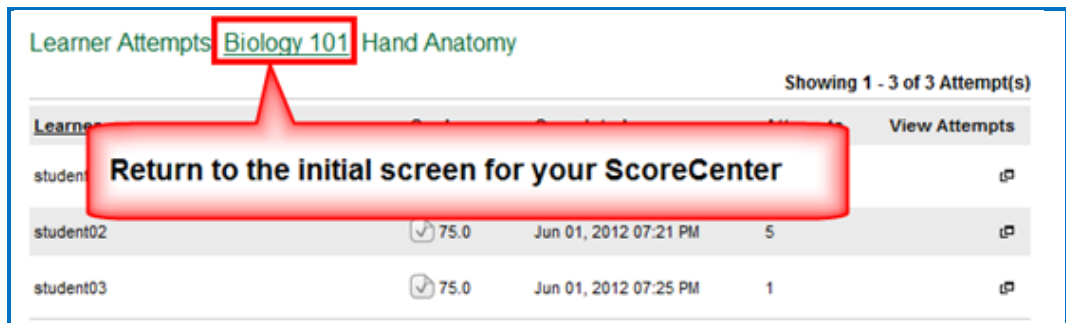 Learner Attempts Biology 101 Hand Anatomy
Showing 1 - 3 of 3 Attempt(s)
View Attempts
Return to the initial screen for your ScoreCenter
student02 75.0 Jun 01, 2012 07:21 PM 5
student03 75.0 Jun 01, 2012 07:25 PM 1